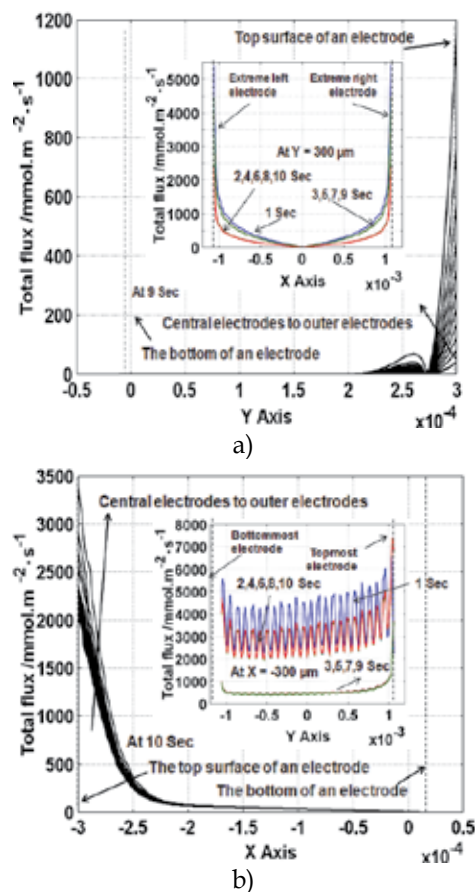 1200
1000
800
600
400
200
0
Total flux /mmol.m⁻².s⁻¹
Top surface of an electrode
5000
4000
3000
2000
1000
0
Total flux /mmol.m⁻².s⁻¹
Extreme left electrode
Extreme right electrode
At Y = 300 µm
2,4,6,8,10 Sec
3,5,7,9 Sec
1 Sec
-1 -0.5 0 0.5 1
X Axis
x10⁻³
At 9 Sec
Central electrodes to outer electrodes
The bottom of an electrode
-0.5 0 0.5 1 1.5 2 2.5 3
Y Axis
x10⁻⁴
a)
3500
3000
2500
2000
1500
1000
500
0
Total flux /mmol.m⁻².s⁻¹
Central electrodes to outer electrodes
8000
7000
6000
5000
4000
3000
2000
1000
0
Total flux /mmol.m⁻².s⁻¹
Bottommost electrode
Topmost electrode
2,4,6,8,10 Sec
1 Sec
At X = -300 µm
3,5,7,9 Sec
-1 -0.5 0 0.5 1
Y Axis
x10⁻³
At 10 Sec
The top surface of an electrode
The bottom of an electrode
-3 -2.5 -2 -1.5 -1 -0.5 0 0.5
X Axis
x10⁻⁴
b)